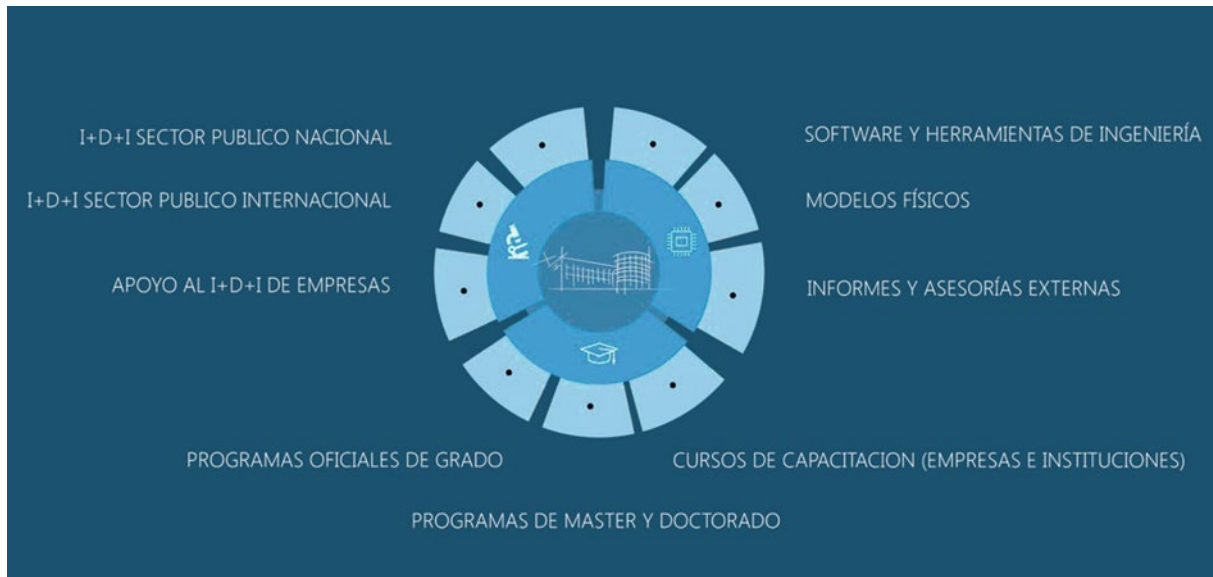 I+D+I SECTOR PUBLICO NACIONAL
I+D+I SECTOR PUBLICO INTERNACIONAL
APOYO AL I+D+I DE EMPRESAS
SOFTWARE Y HERRAMIENTAS DE INGENIERÍA
MODELOS FÍSICOS
INFORMES Y ASESORÍAS EXTERNAS
PROGRAMAS OFICIALES DE GRADO
CURSOS DE CAPACITACION (EMPRESAS E INSTITUCIONES)
PROGRAMAS DE MASTER Y DOCTORADO